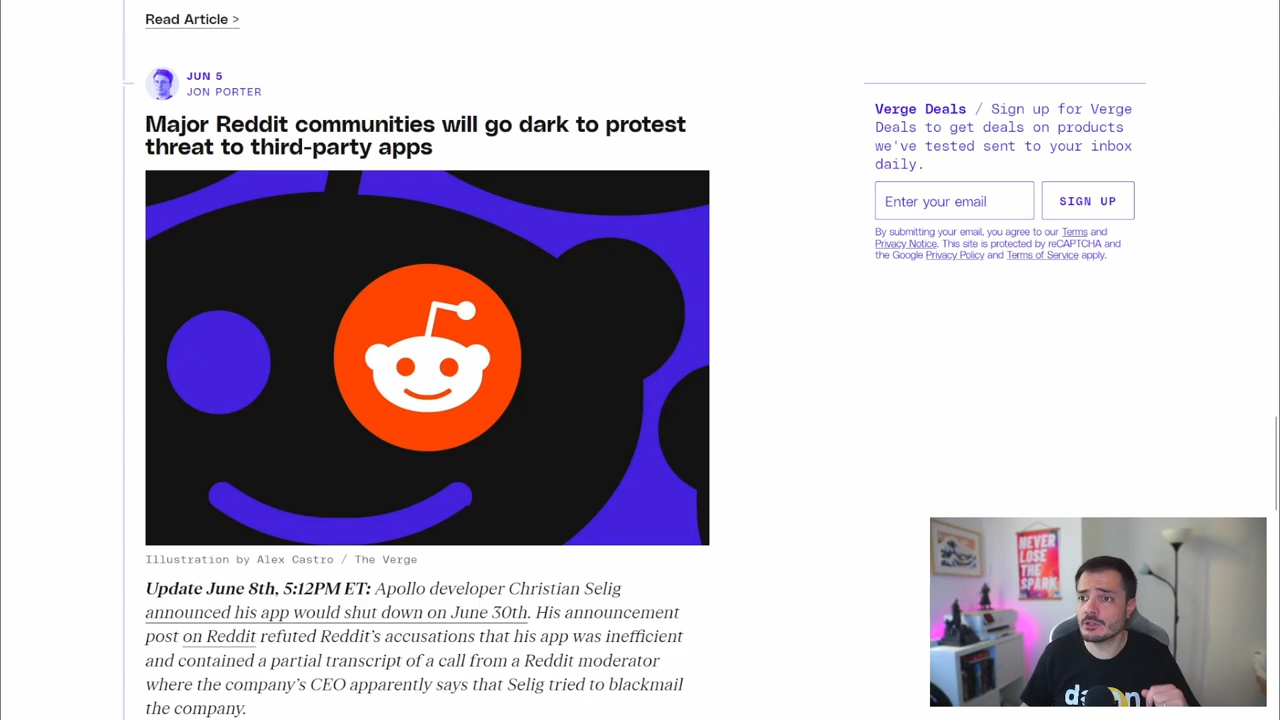 Read Article >
JUN 5
JON PORTER
Major Reddit communities will go dark to protest
threat to third-party apps
Illustration by Alex Castro / The Verge
Update June 8th, 5:12PM ET: Apollo developer Christian Selig
announced his app would shut down on June 30th. His announcement
post on Reddit refuted Reddit’s accusations that his app was inefficient
and contained a partial transcript of a call from a Reddit moderator
where the company’s CEO apparently says that Selig tried to blackmail
the company.
Verge Deals / Sign up for Verge
Deals to get deals on products
we've tested sent to your inbox
daily.
Enter your email
SIGN UP
By submitting your email, you agree to our Terms and
Privacy Notice. This site is protected by reCAPTCHA and
the Google Privacy Policy and Terms of Service apply.
NEVER
LOSE
THE
SPARK